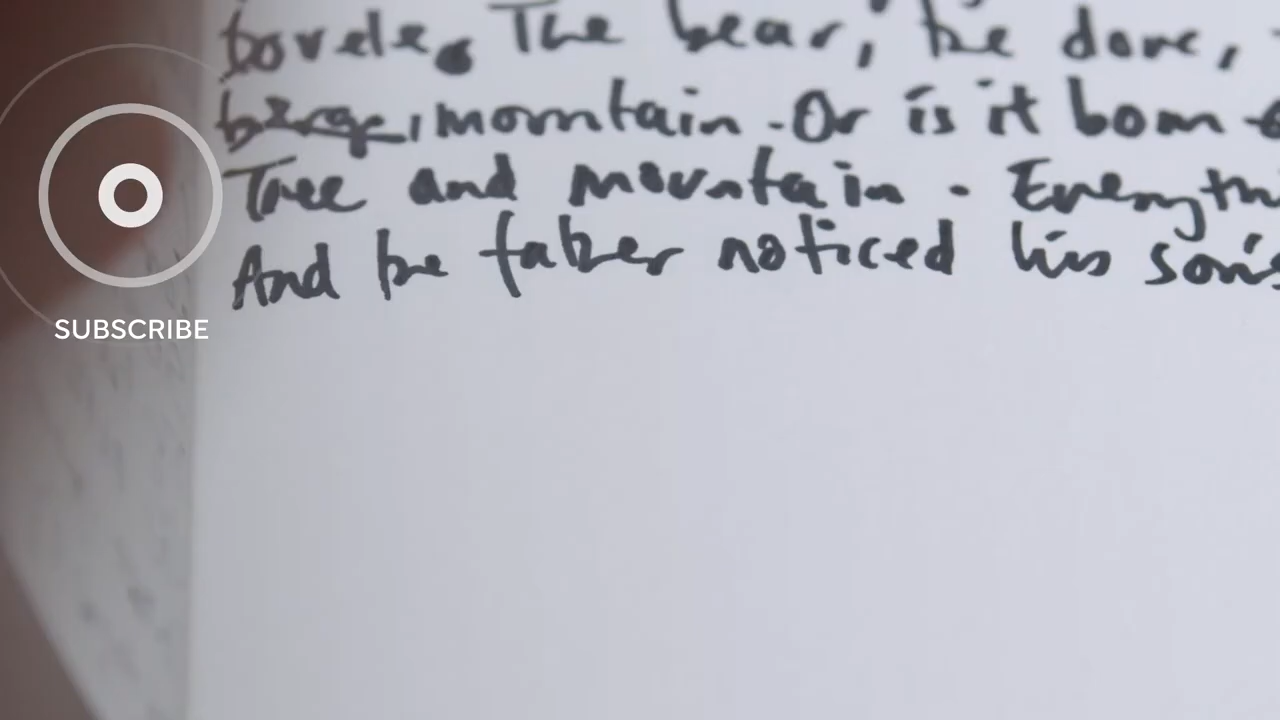 The bear, the dove,
mountain. Or is it born
Tree and mountain.
And the father noticed his son's
SUBSCRIBE